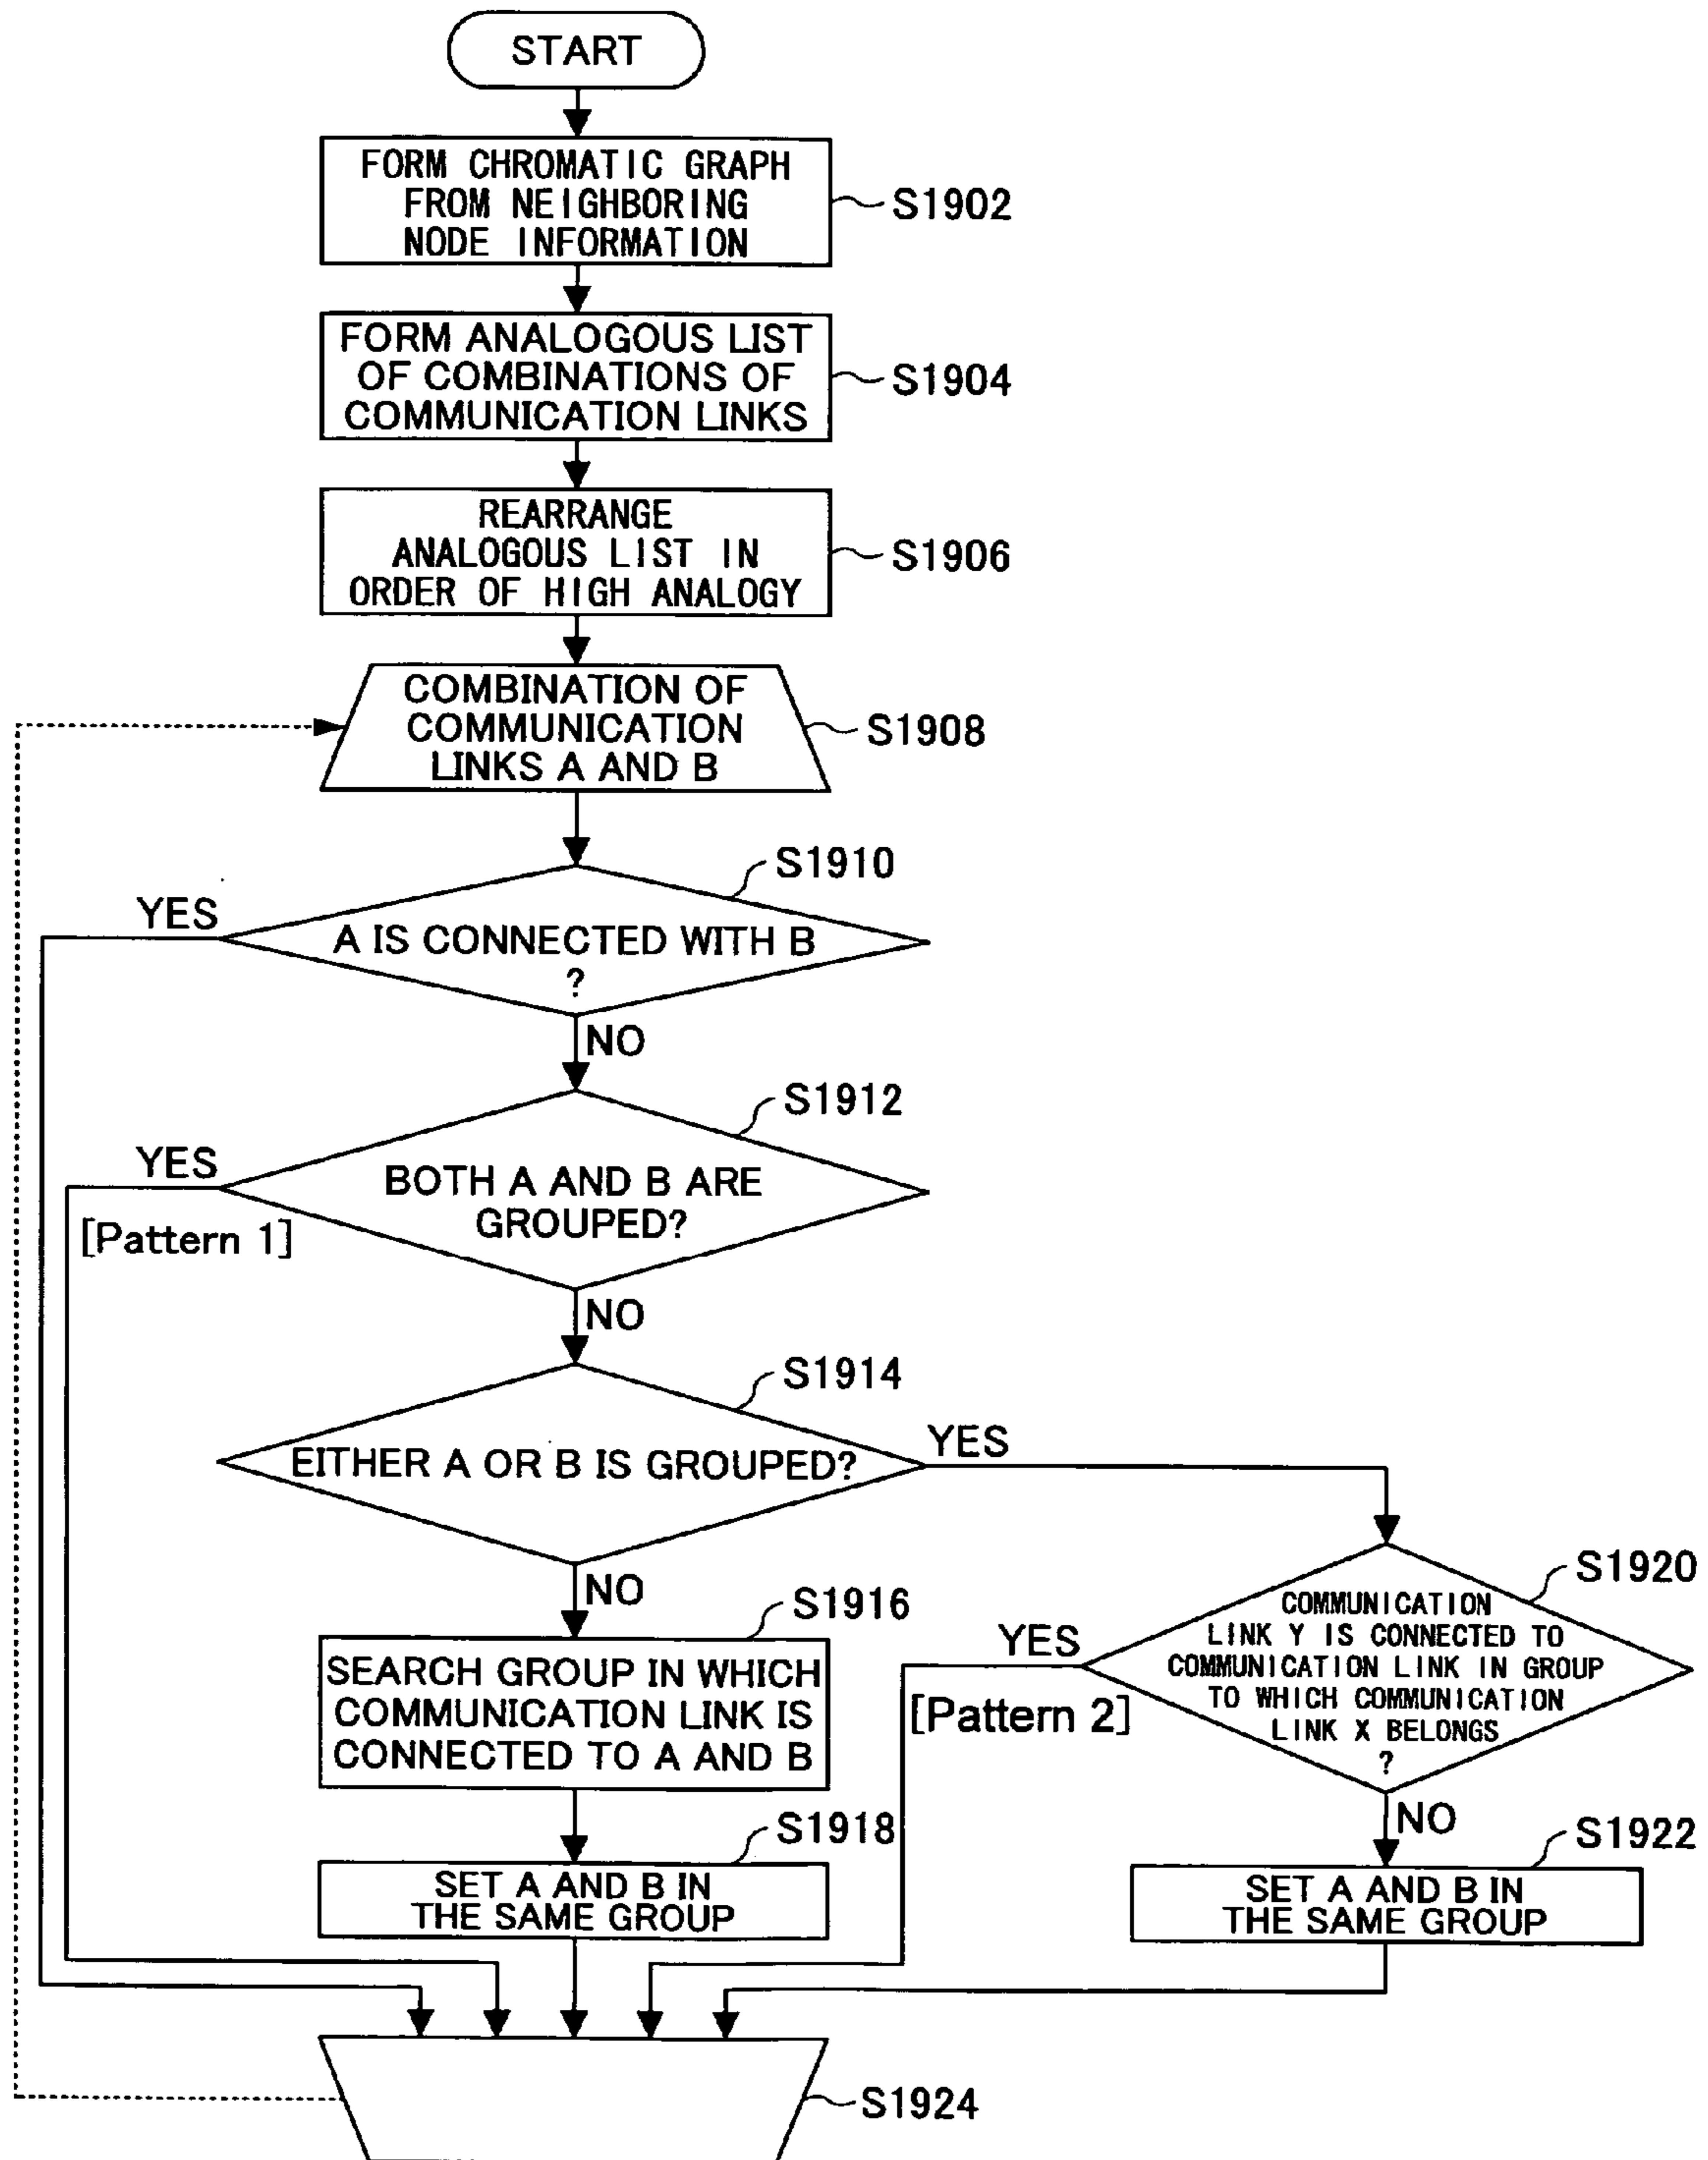 START
FORM CHROMATIC GRAPH
FROM NEIGHBORING
NODE INFORMATION
S1902
FORM ANALOGOUS LIST
OF COMBINATIONS OF
COMMUNICATION LINKS
S1904
REARRANGE
ANALOGOUS LIST IN
ORDER OF HIGH ANALOGY
S1906
COMBINATION OF
COMMUNICATION
LINKS A AND B
S1908
S1910
YES
A IS CONNECTED WITH B
?
NO
S1912
YES
BOTH A AND B ARE
GROUPED?
[Pattern 1]
NO
S1914
EITHER A OR B IS GROUPED?
YES
NO
S1916
SEARCH GROUP IN WHICH
COMMUNICATION LINK IS
CONNECTED TO A AND B
S1918
SET A AND B IN
THE SAME GROUP
S1920
COMMUNICATION
LINK Y IS CONNECTED TO
COMMUNICATION LINK IN GROUP
TO WHICH COMMUNICATION
LINK X BELONGS
?
YES
[Pattern 2]
NO
S1922
SET A AND B IN
THE SAME GROUP
S1924